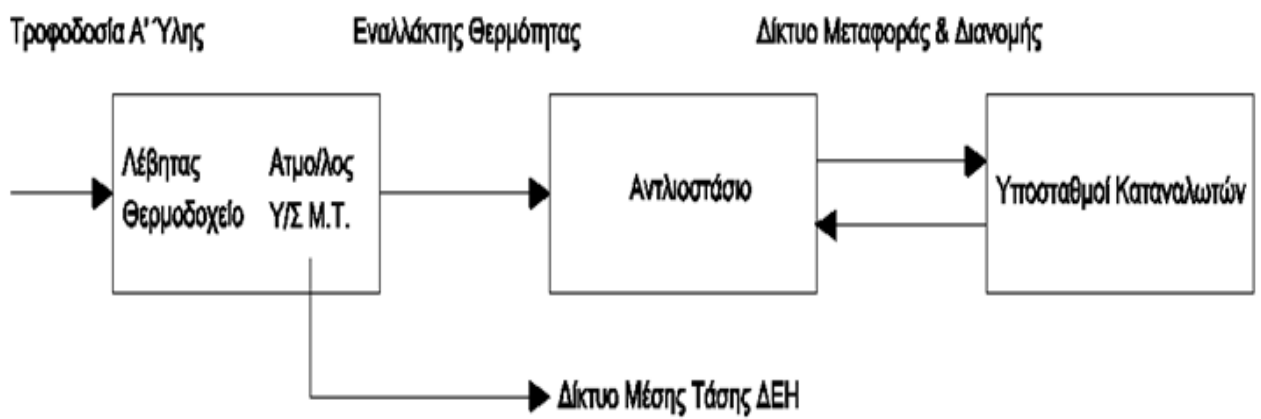 Τροφοδοσία Α' Ύλης
Εναλλάκτης Θερμότητας
Δίκτυο Μεταφοράς & Διανομής
Λέβητας Ατμο/λος
Θερμοδοχείο Υ/Σ Μ.Τ.
Αντλιοστάσιο
Υποσταθμοί Καταναλωτών
Δίκτυο Μέσης Τάσης ΔΕΗ